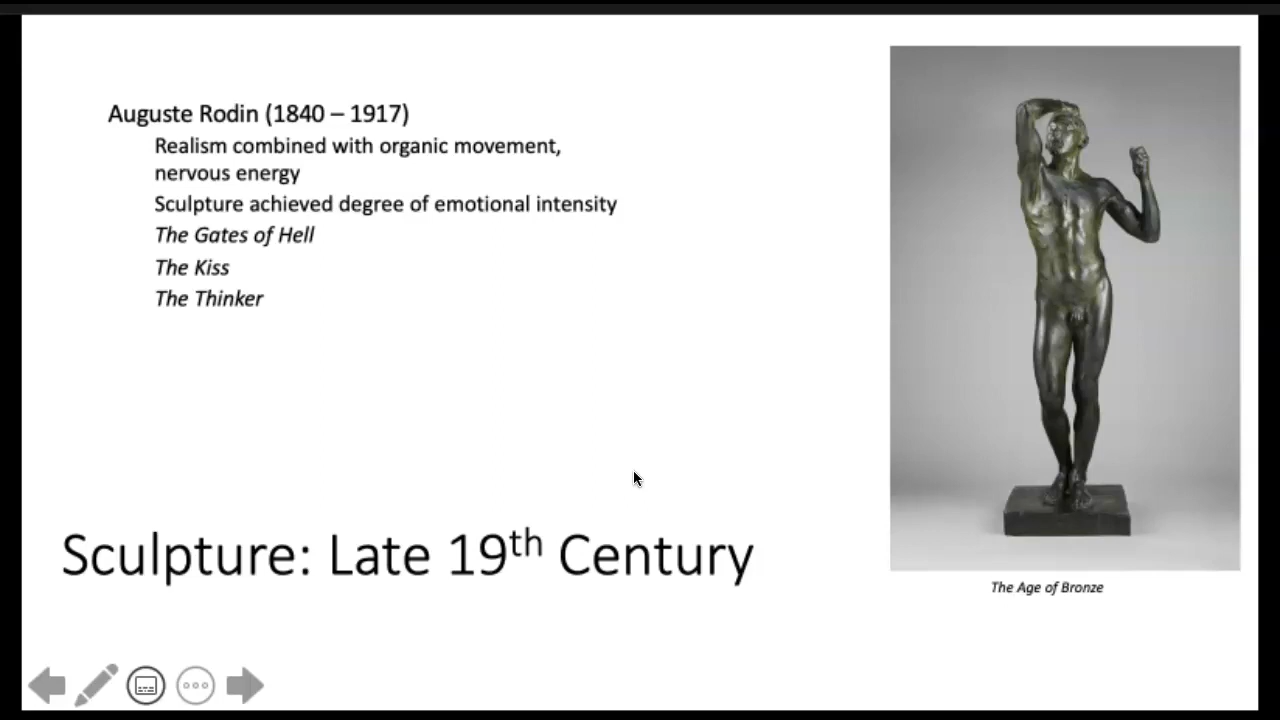 Auguste Rodin (1840 – 1917)
Realism combined with organic movement,
nervous energy
Sculpture achieved degree of emotional intensity
The Gates of Hell
The Kiss
The Thinker
Sculpture: Late 19th Century
The Age of Bronze